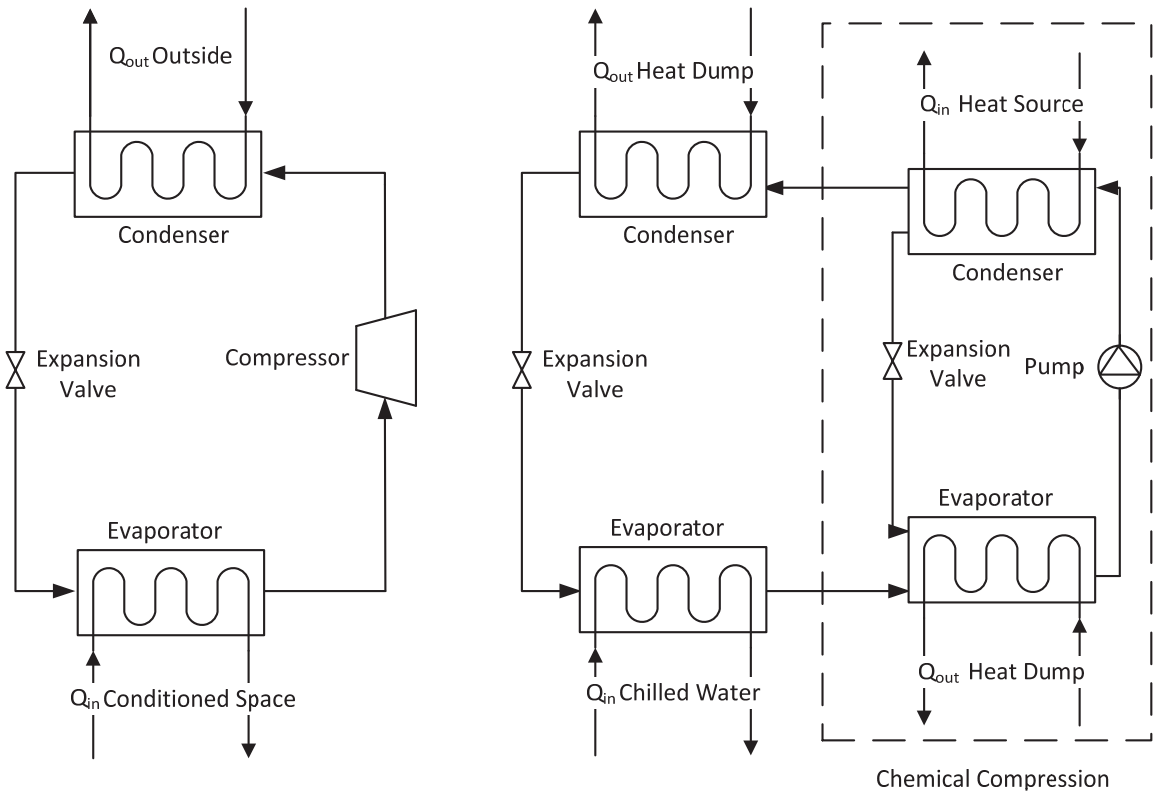 Qout Outside
Condenser
Expansion
Valve
Compressor
Evaporator
Qin Conditioned Space
Qout Heat Dump
Condenser
Expansion
Valve
Evaporator
Qin Chilled Water
Qin Heat Source
Condenser
Expansion
Valve
Pump
Evaporator
Qout Heat Dump
Chemical Compression